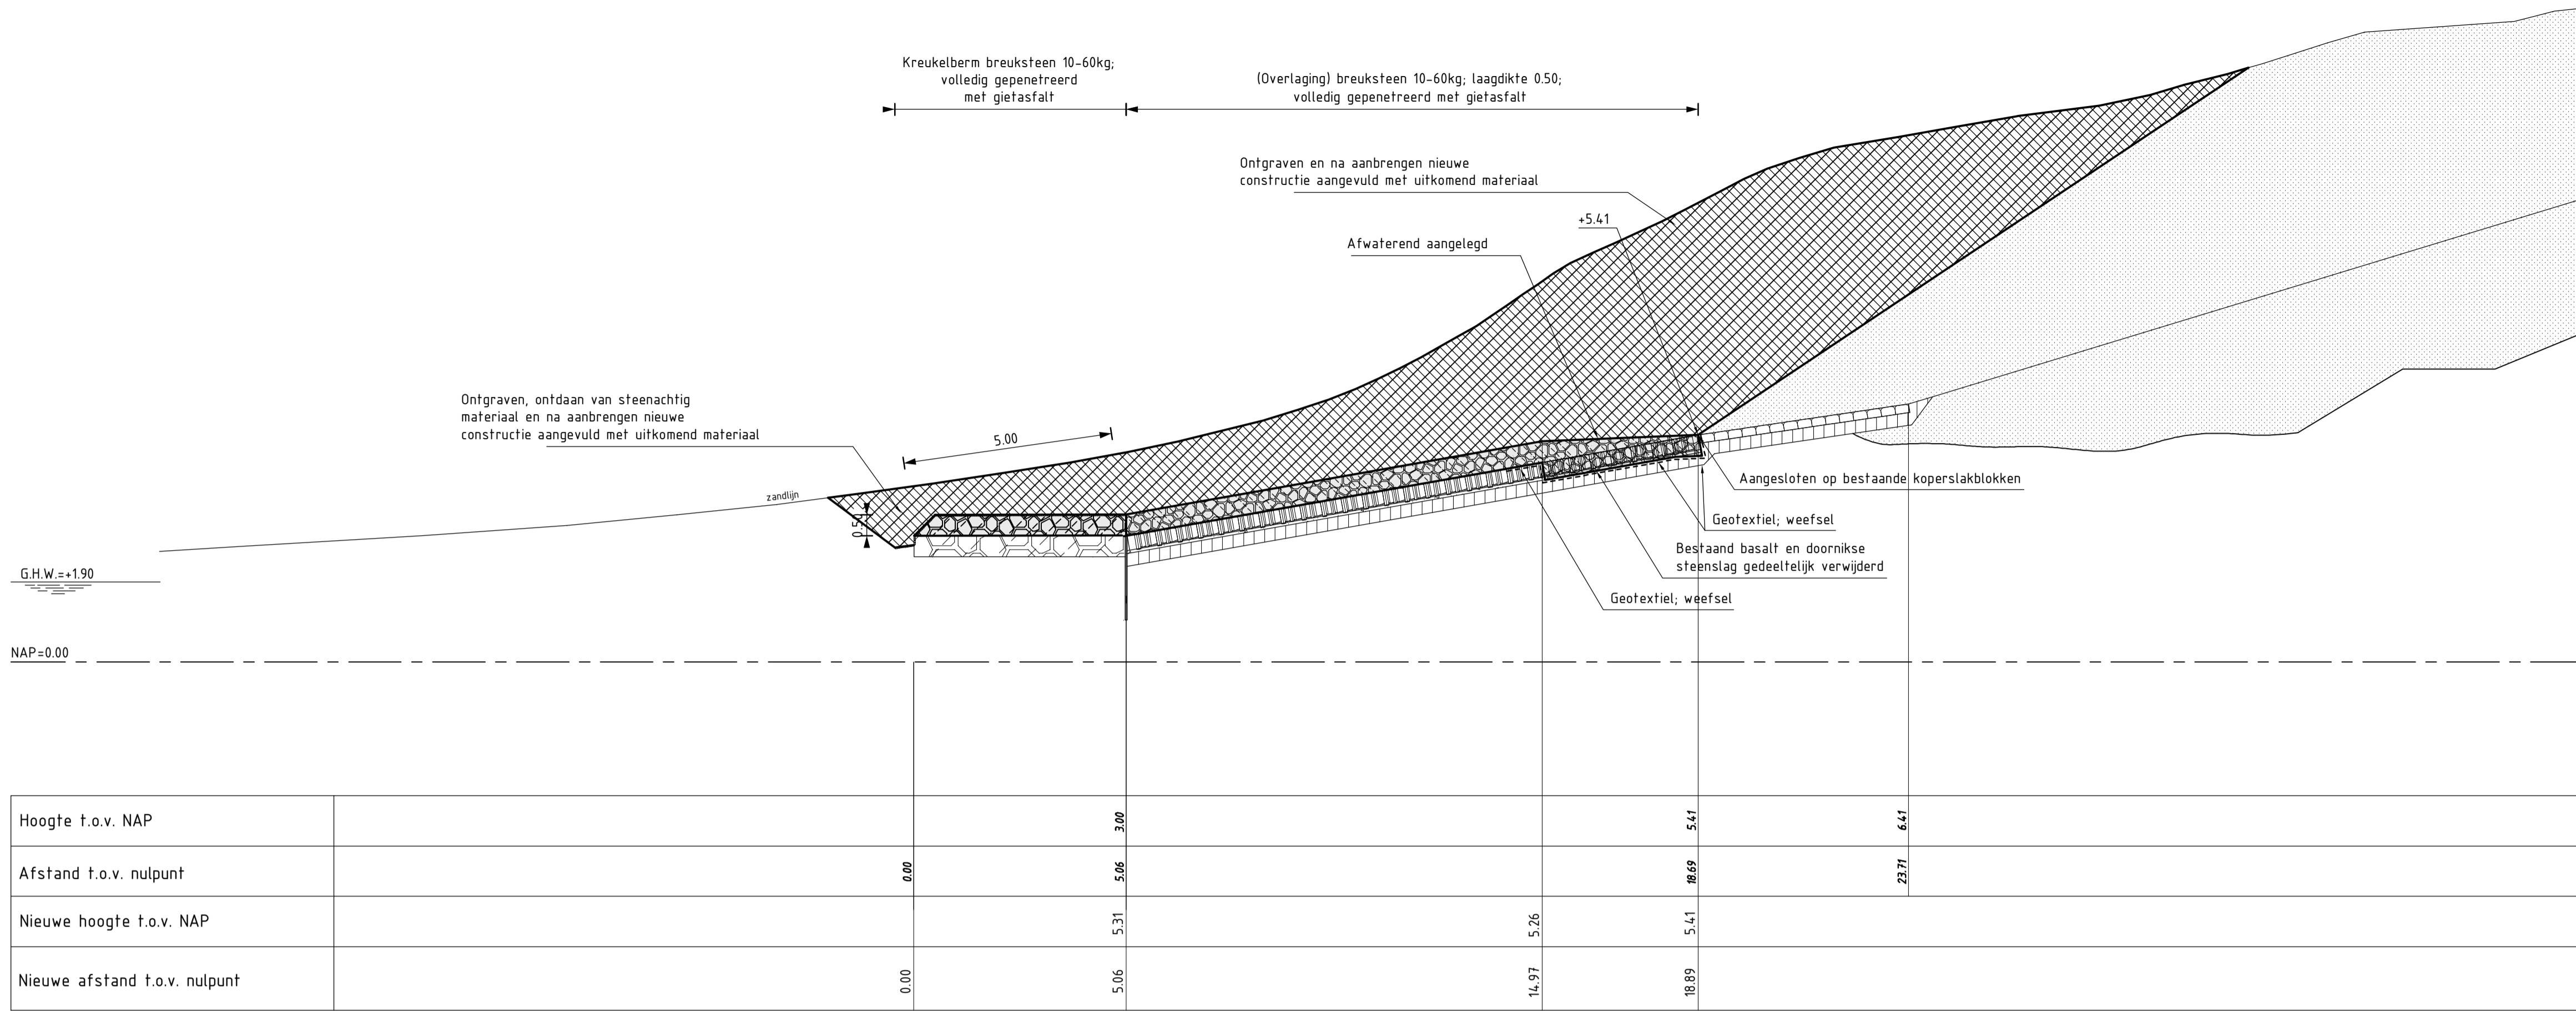 Kreukelberm breuksteen 10-60kg;
volledig gepenetreerd
met gietasfalt
(Overlaging) breuksteen 10-60kg; laagdikte 0.50;
volledig gepenetreerd met gietasfalt
Ontgraven en na aanbrengen nieuwe
constructie aangevuld met uitkomend materiaal
+5.41
Afwaterend aangelegd
Ontgraven, ontdaan van steenachtig
materiaal en na aanbrengen nieuwe
constructie aangevuld met uitkomend materiaal
5.00
zandlijn
Aangesloten op bestaande koperslakblokken
Geotextiel; weefsel
Bestaand basalt en doornikse
steenslag gedeeltelijk verwijderd
Geotextiel; weefsel
G.H.W.=+1.90
NAP=0.00
Hoogte t.o.v. NAP
3.00
5.41
6.41
Afstand t.o.v. nulpunt
0.00
5.06
18.69
23.71
Nieuwe hoogte t.o.v. NAP
5.31
5.26
5.41
Nieuwe afstand t.o.v. nulpunt
0.00
5.06
14.97
18.89